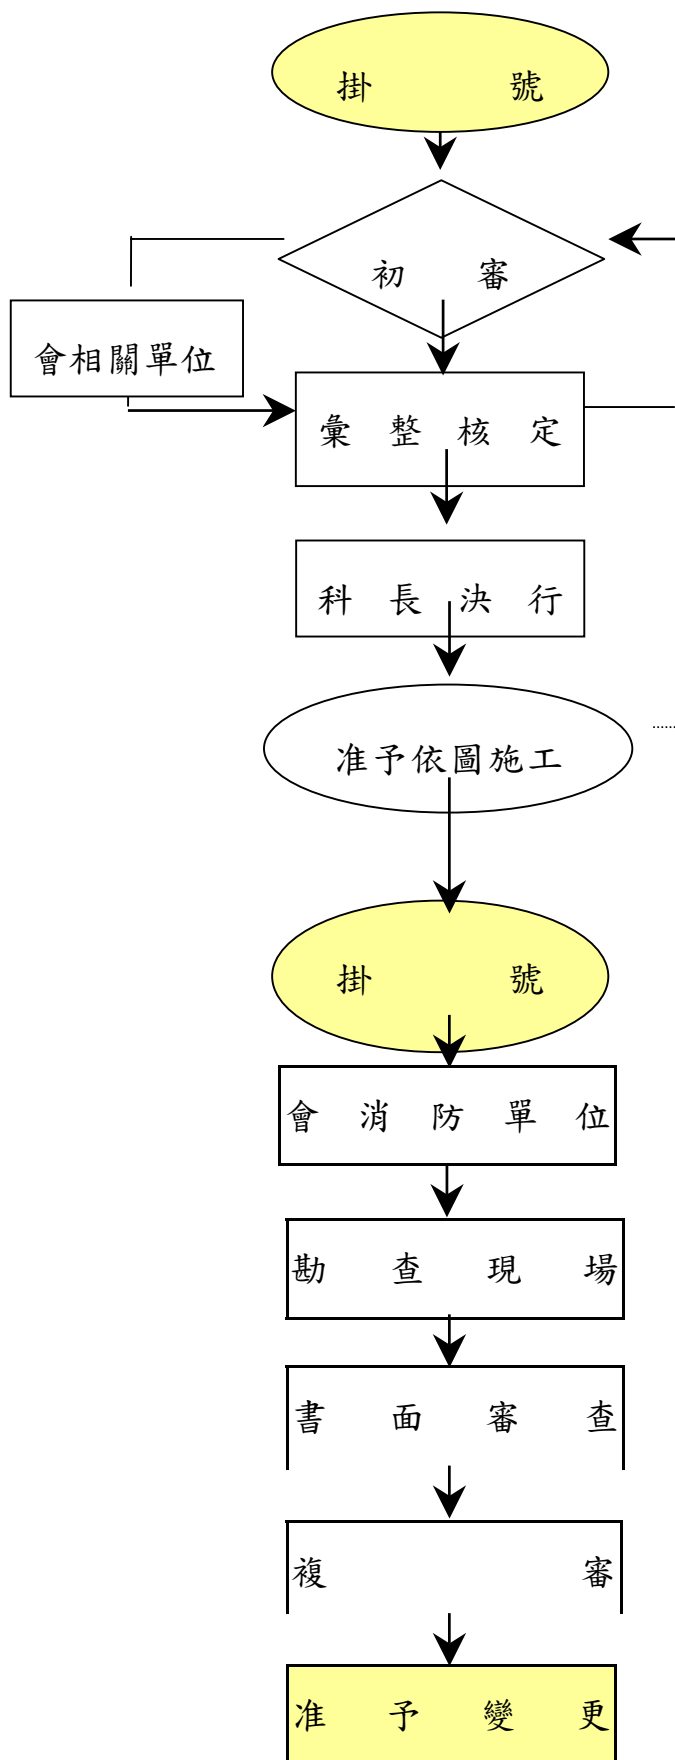 掛 號
初 審
會相關單位
彙 整 核 定
科 長 決 行
准予依圖施工
掛 號
會 消 防 單 位
勘 查 現 場
書 面 審 查
複 審
准 予 變 更